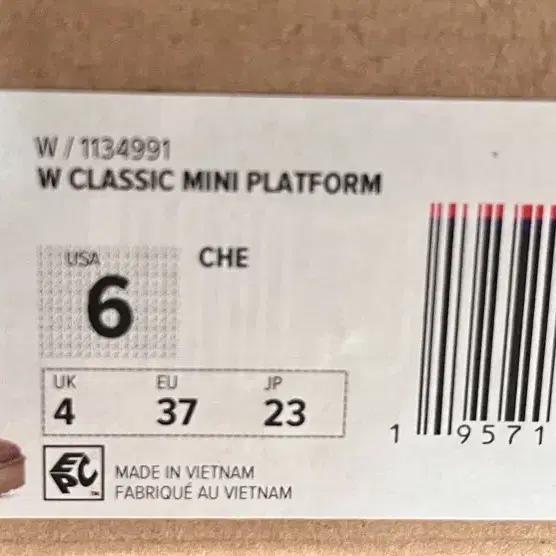 W / 1134991
W CLASSIC MINI PLATFORM
USA
6
CHE
UK EU JP
4 37 23
1 9571
EPC™
MADE IN VIETNAM
FABRIQUÉ AU VIETNAM